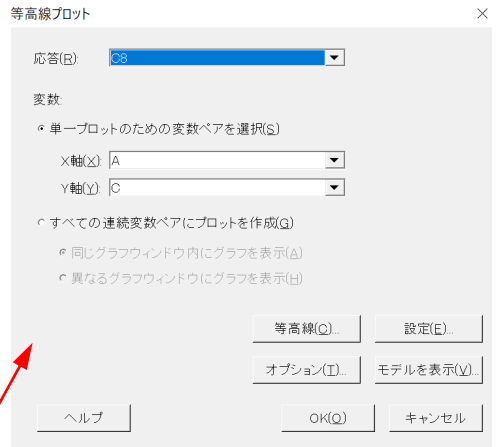 等高線プロット
応答(R): C8
変数:
単一プロットのための変数ペアを選択(S)
X軸(X): A
Y軸(Y): C
すべての連続変数ペアにプロットを作成(G)
同じグラフウィンドウ内にグラフを表示(A)
異なるグラフウィンドウにグラフを表示(H)
等高線(C)... 設定(E)...
オプション(T)... モデルを表示(V)...
ヘルプ OK(O) キャンセル